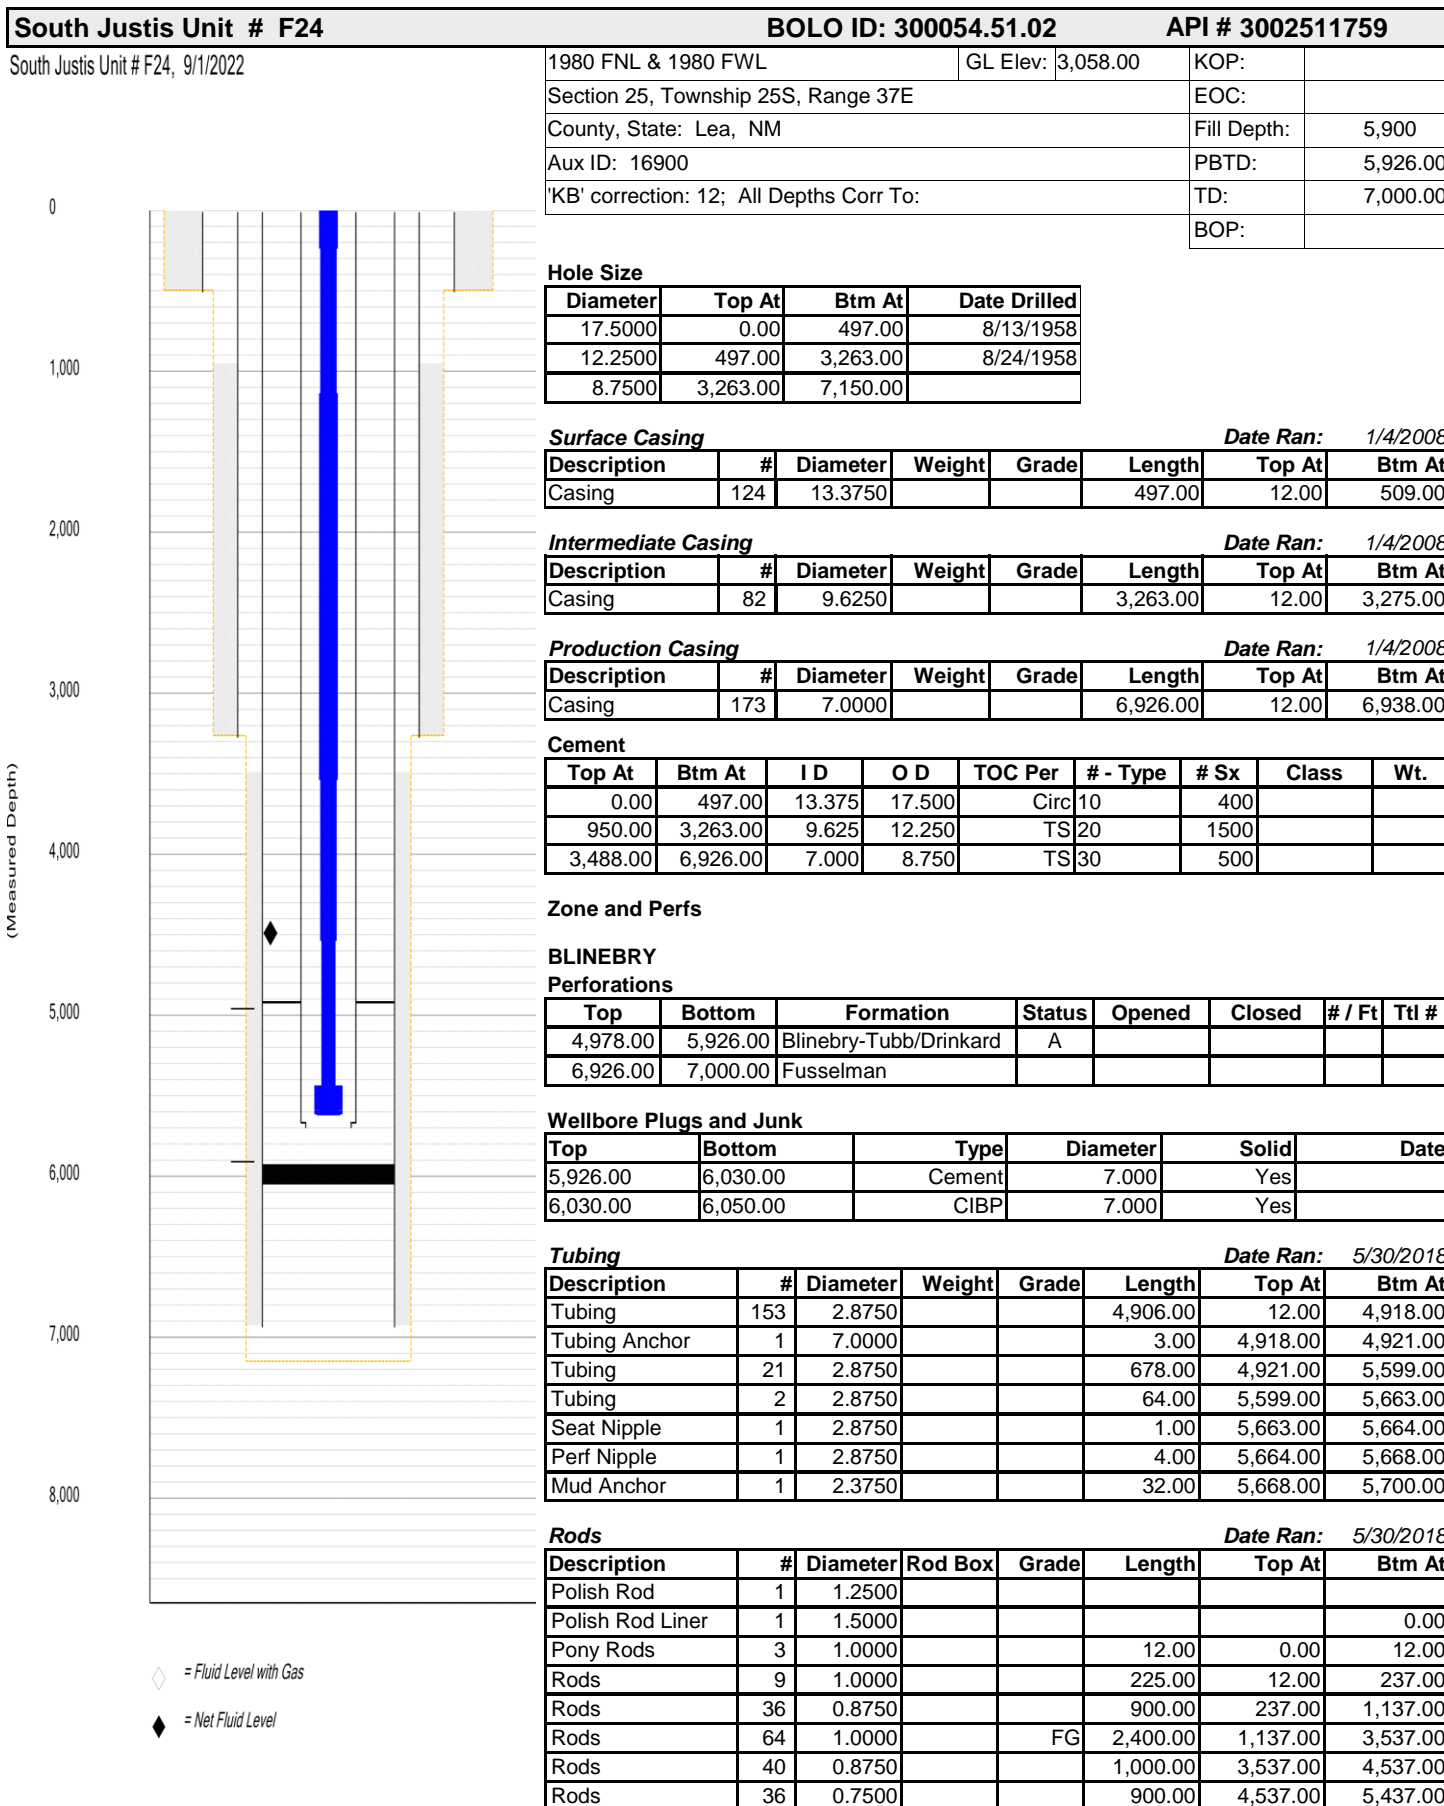 South Justis Unit # F24 BOLO ID: 300054.51.02 API # 3002511759
South Justis Unit # F24, 9/1/2022
1980 FNL & 1980 FWL GL Elev: 3,058.00 KOP:
Section 25, Township 25S, Range 37E EOC:
County, State: Lea, NM Fill Depth: 5,900
Aux ID: 16900 PBTD: 5,926.00
'KB' correction: 12; All Depths Corr To: TD: 7,000.00
BOP:
0
1,000
2,000
3,000
4,000
5,000
6,000
7,000
8,000
(Measured Depth)
= Fluid Level with Gas
= Net Fluid Level
Hole Size
Diameter Top At Btm At Date Drilled
17.5000 0.00 497.00 8/13/1958
12.2500 497.00 3,263.00 8/24/1958
8.7500 3,263.00 7,150.00
Surface Casing Date Ran: 1/4/2008
Description # Diameter Weight Grade Length Top At Btm At
Casing 124 13.3750 497.00 12.00 509.00
Intermediate Casing Date Ran: 1/4/2008
Description # Diameter Weight Grade Length Top At Btm At
Casing 82 9.6250 3,263.00 12.00 3,275.00
Production Casing Date Ran: 1/4/2008
Description # Diameter Weight Grade Length Top At Btm At
Casing 173 7.0000 6,926.00 12.00 6,938.00
Cement
Top At Btm At I D O D TOC Per # - Type # Sx Class Wt.
0.00 497.00 13.375 17.500 Circ 10 400
950.00 3,263.00 9.625 12.250 TS 20 1500
3,488.00 6,926.00 7.000 8.750 TS 30 500
Zone and Perfs
BLINEBRY
Perforations
Top Bottom Formation Status Opened Closed # / Ft Ttl #
4,978.00 5,926.00 Blinebry-Tubb/Drinkard A
6,926.00 7,000.00 Fusselman
Wellbore Plugs and Junk
Top Bottom Type Diameter Solid Date
5,926.00 6,030.00 Cement 7.000 Yes
6,030.00 6,050.00 CIBP 7.000 Yes
Tubing Date Ran: 5/30/2018
Description # Diameter Weight Grade Length Top At Btm At
Tubing 153 2.8750 4,906.00 12.00 4,918.00
Tubing Anchor 1 7.0000 3.00 4,918.00 4,921.00
Tubing 21 2.8750 678.00 4,921.00 5,599.00
Tubing 2 2.8750 64.00 5,599.00 5,663.00
Seat Nipple 1 2.8750 1.00 5,663.00 5,664.00
Perf Nipple 1 2.8750 4.00 5,664.00 5,668.00
Mud Anchor 1 2.3750 32.00 5,668.00 5,700.00
Rods Date Ran: 5/30/2018
Description # Diameter Rod Box Grade Length Top At Btm At
Polish Rod 1 1.2500
Polish Rod Liner 1 1.5000 0.00
Pony Rods 3 1.0000 12.00 0.00 12.00
Rods 9 1.0000 225.00 12.00 237.00
Rods 36 0.8750 900.00 237.00 1,137.00
Rods 64 1.0000 FG 2,400.00 1,137.00 3,537.00
Rods 40 0.8750 1,000.00 3,537.00 4,537.00
Rods 36 0.7500 900.00 4,537.00 5,437.00